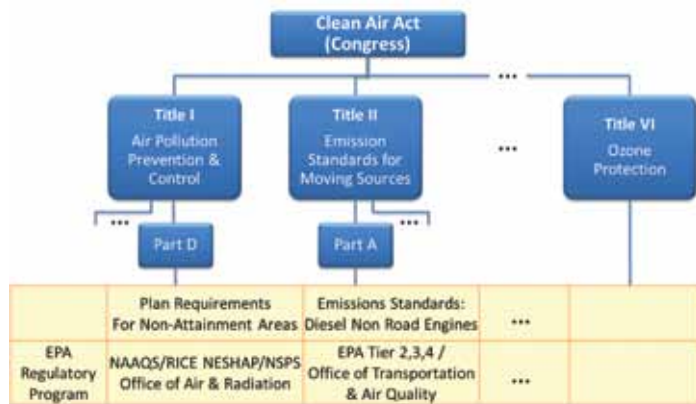 Clean Air Act
(Congress)
...
Title I
Air Pollution
Prevention &
Control
Title II
Emission
Standards for
Moving Sources
...
Title VI
Ozone
Protection
...
...
Part D
Part A
Plan Requirements
For Non-Attainment Areas
Emissions Standards:
Diesel Non Road Engines
...
EPA
Regulatory
Program
NAAQS/RICE NESHAP/NSPS
Office of Air & Radiation
EPA Tier 2,3,4 /
Office of Transportation
& Air Quality
...